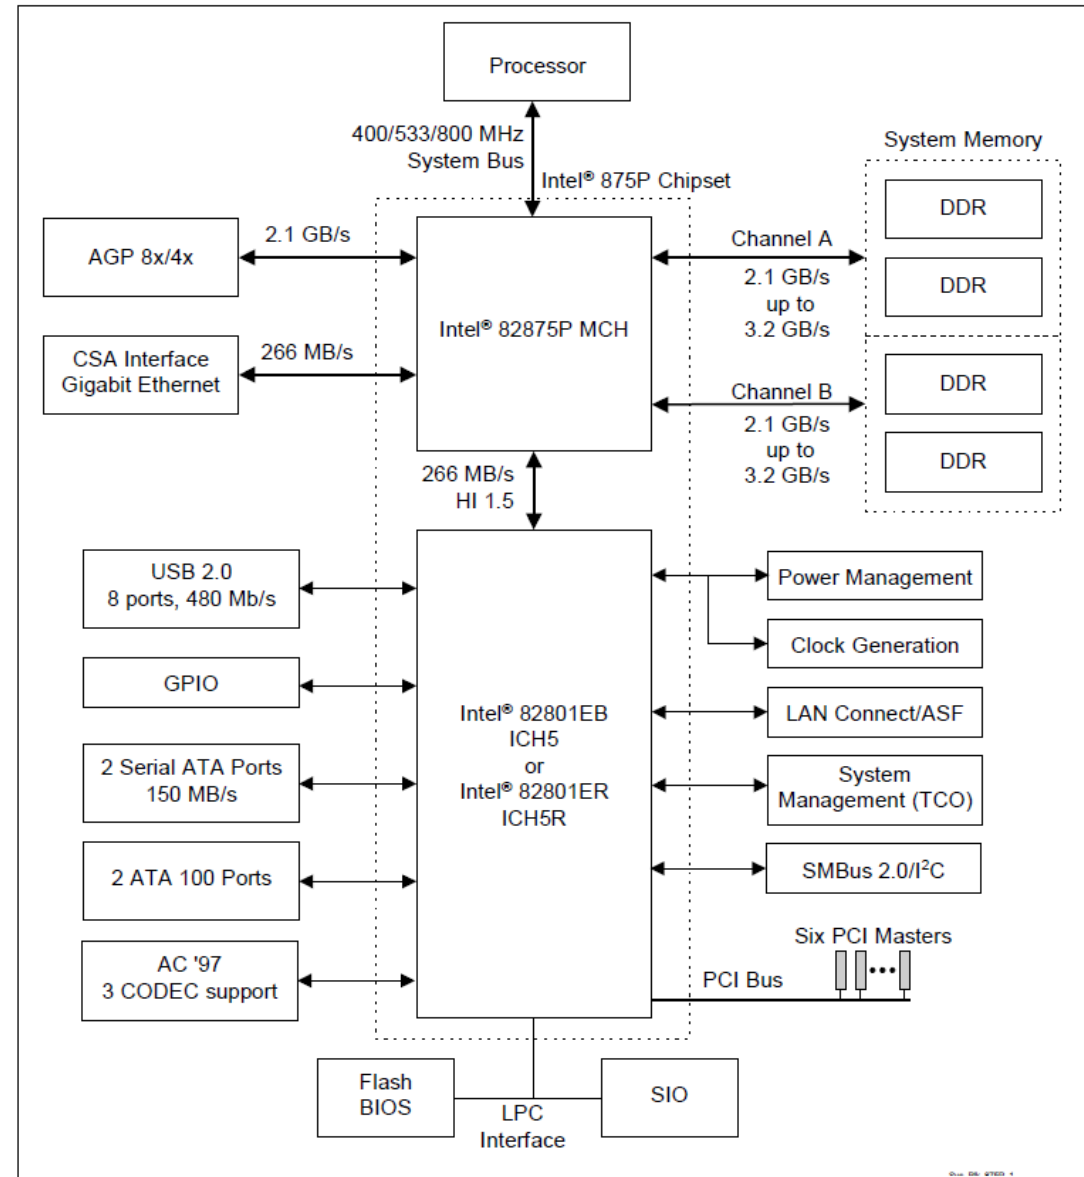 Processor
400/533/800 MHz
System Bus
Intel® 875P Chipset
System Memory
AGP 8x/4x
2.1 GB/s
Channel A
DDR
2.1 GB/s
up to
3.2 GB/s
DDR
Intel® 82875P MCH
CSA Interface
Gigabit Ethernet
266 MB/s
Channel B
DDR
2.1 GB/s
up to
3.2 GB/s
DDR
266 MB/s
HI 1.5
USB 2.0
8 ports, 480 Mb/s
Power Management
Clock Generation
GPIO
LAN Connect/ASF
Intel® 82801EB
ICH5
or
Intel® 82801ER
ICH5R
2 Serial ATA Ports
150 MB/s
System
Management (TCO)
2 ATA 100 Ports
SMBus 2.0/I²C
Six PCI Masters
AC '97
3 CODEC support
PCI Bus
Flash
BIOS
LPC
Interface
SIO